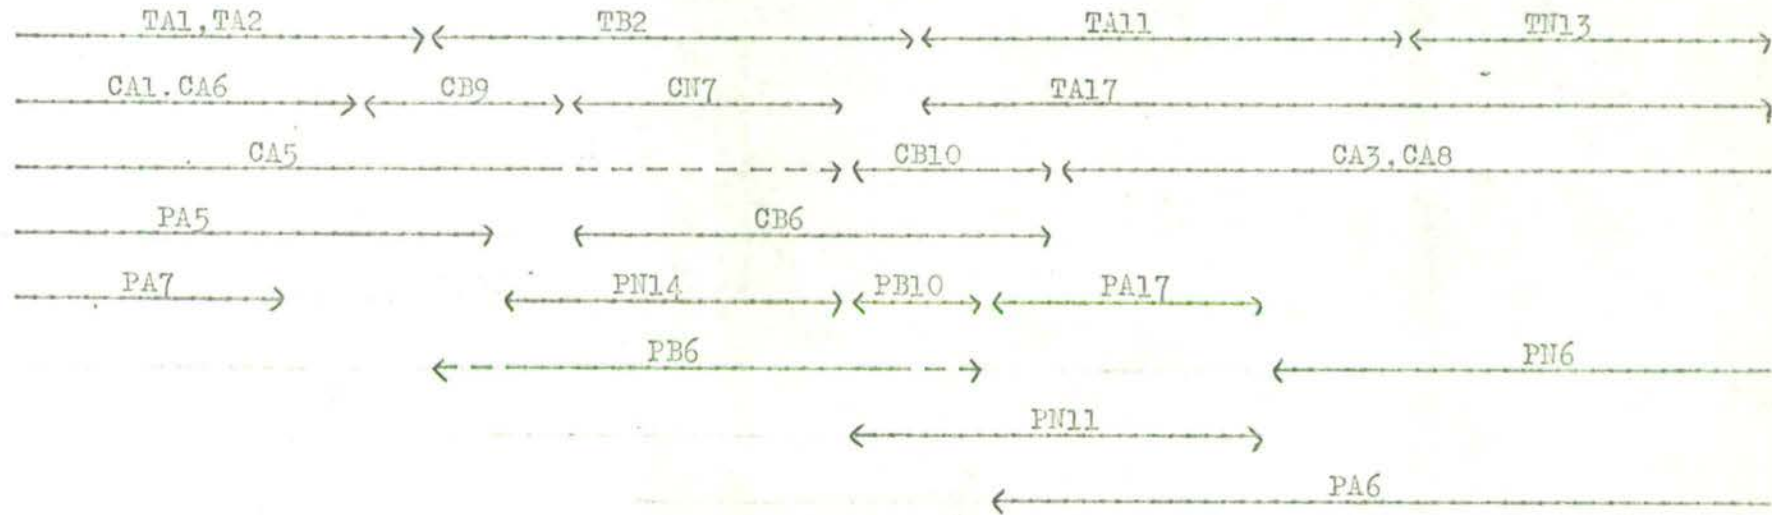 TA1,TA2 TB2 TA11 TN13
CA1.CA6 CB9 CN7 TA17
CA5 CB10 CA3,CA8
PA5 CB6
PA7 PN14 PB10 PA17
PB6 PN6
PN11
PA6